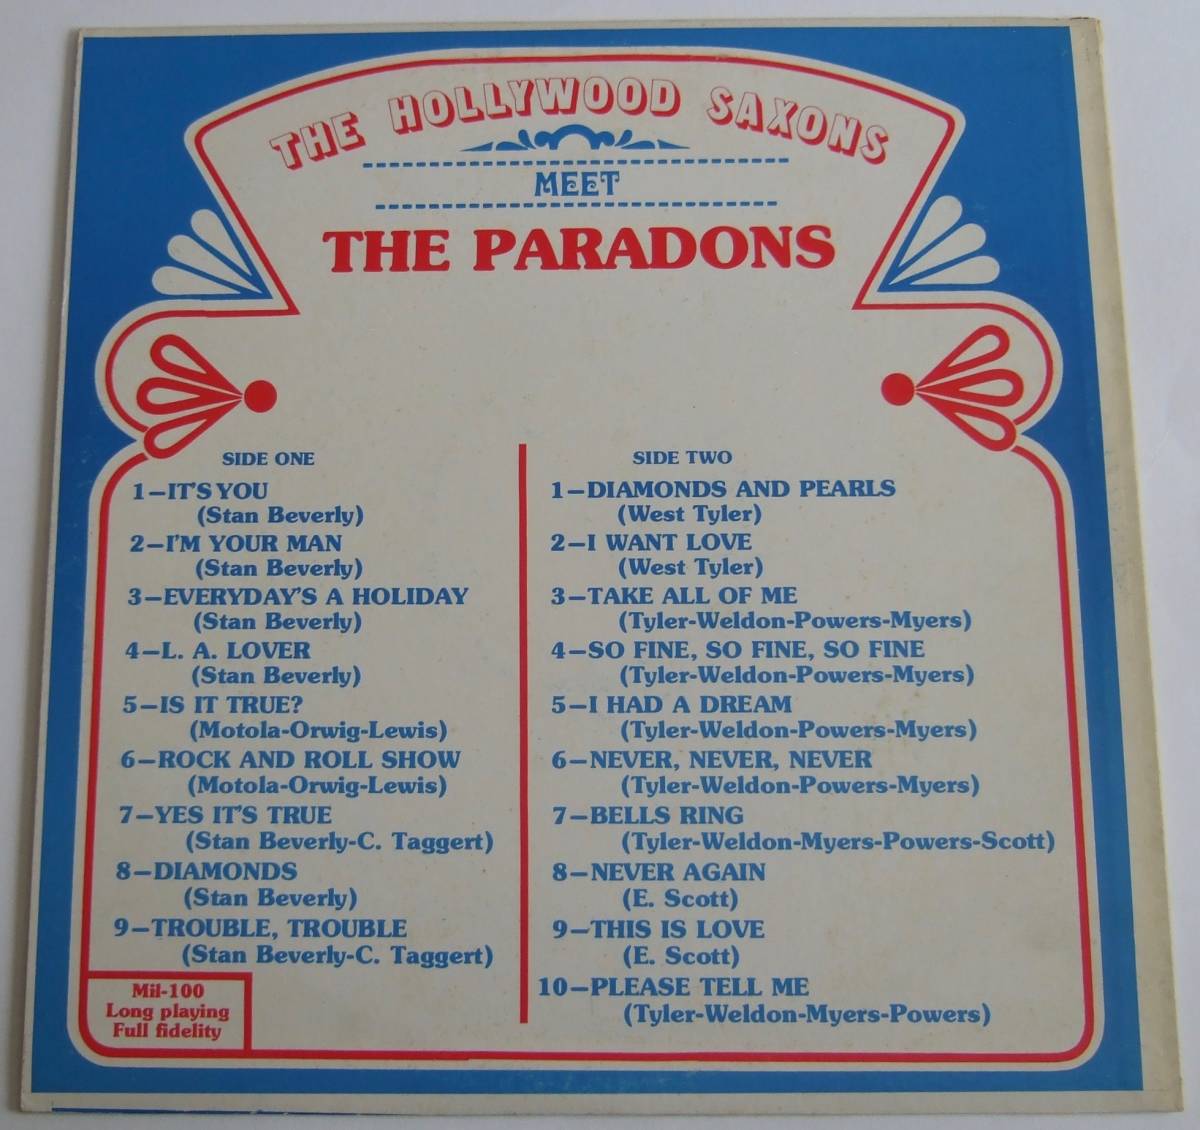 THE HOLLYWOOD SAXONS
MEET
THE PARADONS
SIDE ONE
1—IT'S YOU
(Stan Beverly)
2—I'M YOUR MAN
(Stan Beverly)
3—EVERYDAY'S A HOLIDAY
(Stan Beverly)
4—L. A. LOVER
(Stan Beverly)
5—IS IT TRUE?
(Motola-Orwig-Lewis)
6—ROCK AND ROLL SHOW
(Motola-Orwig-Lewis)
7—YES IT'S TRUE
(Stan Beverly-C. Taggert)
8—DIAMONDS
(Stan Beverly)
9—TROUBLE, TROUBLE
(Stan Beverly-C. Taggert)
Mil-100
Long playing
Full fidelity
SIDE TWO
1—DIAMONDS AND PEARLS
(West Tyler)
2—I WANT LOVE
(West Tyler)
3—TAKE ALL OF ME
(Tyler-Weldon-Powers-Myers)
4—SO FINE, SO FINE, SO FINE
(Tyler-Weldon-Powers-Myers)
5—I HAD A DREAM
(Tyler-Weldon-Powers-Myers)
6—NEVER, NEVER, NEVER
(Tyler-Weldon-Powers-Myers)
7—BELLS RING
(Tyler-Weldon-Myers-Powers-Scott)
8—NEVER AGAIN
(E. Scott)
9—THIS IS LOVE
(E. Scott)
10—PLEASE TELL ME
(Tyler-Weldon-Myers-Powers)